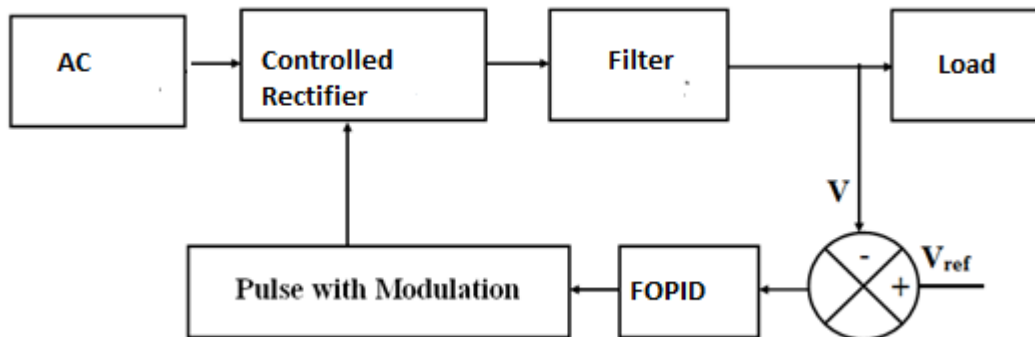 AC
Controlled
Rectifier
Filter
Load
V
-
+
Vref
Pulse with Modulation
FOPID